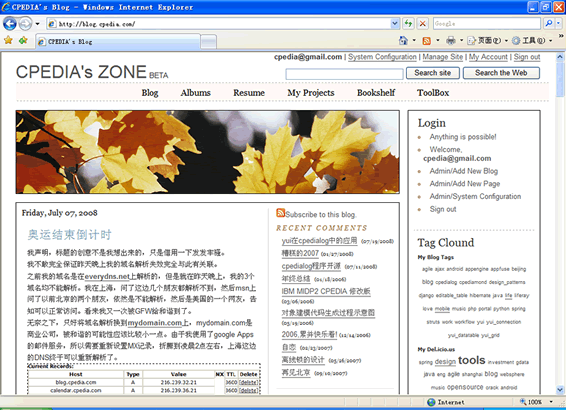 CPEDIA's Blog - Windows Internet Explorer
http://blog.cpedia.com/
Google
CPEDIA's Blog
页面(P)
工具(O)
cpedia@gmail.com | System Configuration | Manage Site | My Account | Sign out
CPEDIA's ZONE BETA
Search site
Search the Web
Blog
Albums
Resume
My Projects
Bookshelf
ToolBox
Friday, July 07, 2008
奥运结束倒计时
我声明，标题的创意不是我想出来的，只是借用一下发发牢骚。
我不敢完全保证昨天晚上我的域名解析失败完全与此有关联。
之前我的域名是在everydns.net上解析的，但是我在昨天晚上，我的3个
域名均不能解析。我在上海，问了这边几个朋友都解析不到，然后msn上
问了以前北京的两个朋友，依然是不能解析，然后是美国的一个网友，告
知可以正常访问。看来我又一次被GFW给和谐到了。
无奈之下，只好将域名解析换到mydomain.com上，mydomain.com是
商业公司，被和谐的可能性应该比较小一点。由于我使用了google Apps
的邮件服务，所以需要重新设置MX记录，折腾到凌晨2点左右，上海这边
的DNS终于可以重新解析了。
Current Records:
Host Type Value MX TTL Delete
blog.cpedia.com A 216.239.32.21 3600 [delete]
calendar.cpedia.com A 216.239.36.21 3600 [delete]
Subscribe to this blog.
RECENT COMMENTS
yui在cpedialog中的应用 (07/19/2008)
糟糕的2007 (01/27/2008)
cpedialog程序开源 (07/11/2008)
年终总结 (01/18/2008)
IBM MIDP2 CPEDIA 修改版
(03/06/2006)
对象建模代码生成过程示意图
(03/05/2006)
2006,累并快乐着! (12/14/2006)
自恋 (02/23/2007)
离线锁的设计 (03/26/2007)
再见北京 (09/10/2007)
Login
Anything is possible!
Welcome,
cpedia@gmail.com
Admin/Add New Blog
Admin/Add New Page
Admin/System Configuration
Sign out
Tag Clound
My Blog Tags
agile ajax android appengine appfuse beijing
blog cpedialog cpediamod design_patterns
django editable_table hibernate java life liferay
love mobile music php portal python spring
struts work workflow yui yui_connection
yui_datatable yui_grid
My Del.icio.us
spring design tools investment gdata
java eng agile shanghai blog websphere
music opensource crack android
Internet
100%